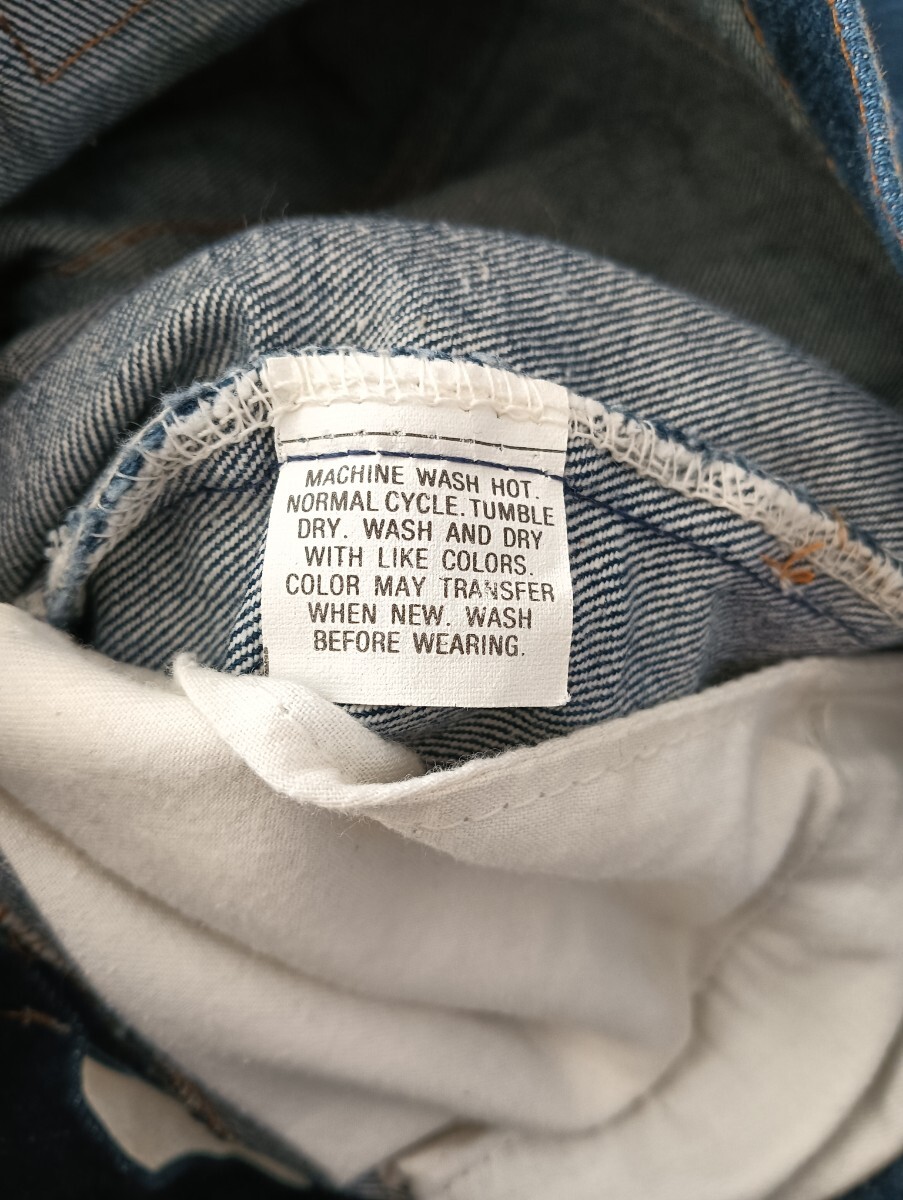 MACHINE WASH HOT.
NORMAL CYCLE. TUMBLE
DRY. WASH AND DRY
WITH LIKE COLORS.
COLOR MAY TRANSFER
WHEN NEW. WASH
BEFORE WEARING.